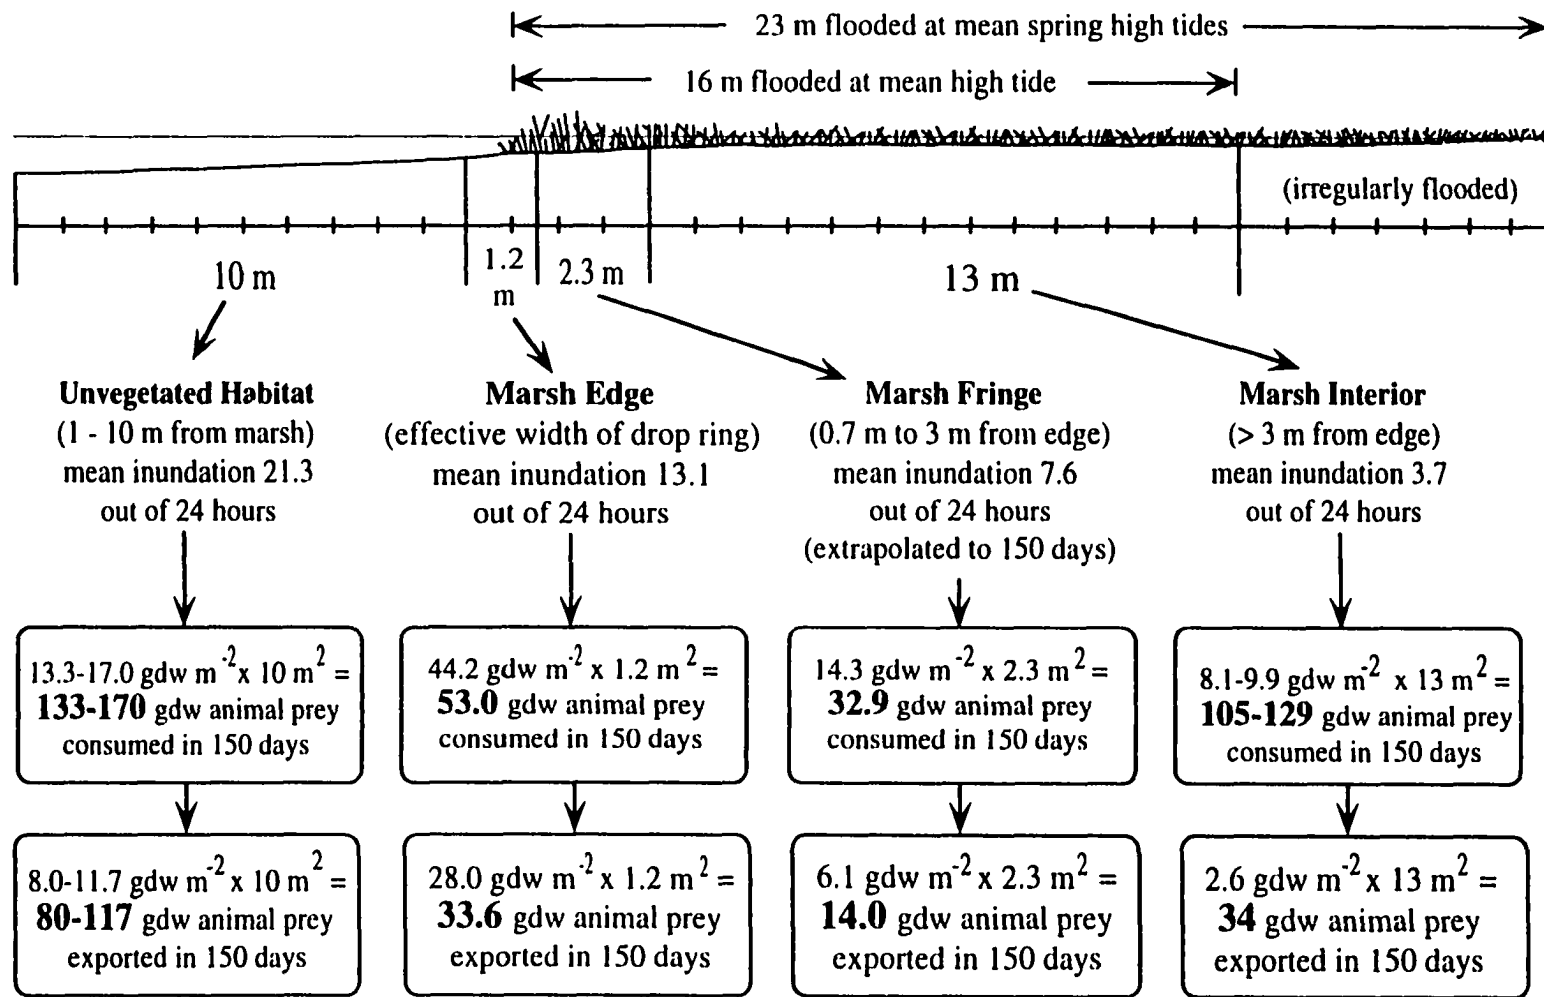 23 m flooded at mean spring high tides
16 m flooded at mean high tide
(irregularly flooded)
10 m
1.2
m
2.3 m
13 m
Unvegetated Habitat
(1 - 10 m from marsh)
mean inundation 21.3
out of 24 hours
Marsh Edge
(effective width of drop ring)
mean inundation 13.1
out of 24 hours
Marsh Fringe
(0.7 m to 3 m from edge)
mean inundation 7.6
out of 24 hours
(extrapolated to 150 days)
Marsh Interior
(> 3 m from edge)
mean inundation 3.7
out of 24 hours
13.3-17.0 gdw m⁻² x 10 m² =
133-170 gdw animal prey
consumed in 150 days
44.2 gdw m⁻² x 1.2 m² =
53.0 gdw animal prey
consumed in 150 days
14.3 gdw m⁻² x 2.3 m² =
32.9 gdw animal prey
consumed in 150 days
8.1-9.9 gdw m⁻² x 13 m² =
105-129 gdw animal prey
consumed in 150 days
8.0-11.7 gdw m⁻² x 10 m² =
80-117 gdw animal prey
exported in 150 days
28.0 gdw m⁻² x 1.2 m² =
33.6 gdw animal prey
exported in 150 days
6.1 gdw m⁻² x 2.3 m² =
14.0 gdw animal prey
exported in 150 days
2.6 gdw m⁻² x 13 m² =
34 gdw animal prey
exported in 150 days